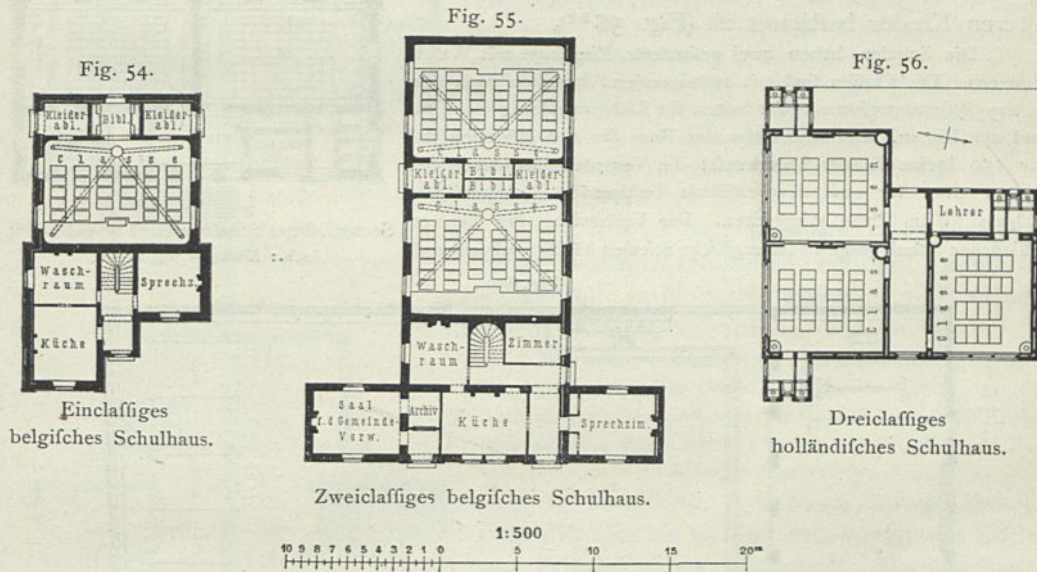 Fig. 54.
Kleider-
abl.
Bibl.
Kleider-
abl.
Classe
Wasch-
raum
Sprechz.
Küche
Einclaſſiges
belgiſches Schulhaus.
Fig. 55.
Classe
Kleider-
abl.
Bibl.
Bibl.
Kleider-
abl.
Classe
Wasch-
raum
Zimmer
Saal
f. d. Gemeinde-
Verw.
Archiv
Küche
Sprechzim.
Zweiclaſſiges belgiſches Schulhaus.
Fig. 56.
Classen
Lehrer
Classe
Dreiclaſſiges
holländiſches Schulhaus.
1:500
10 9 8 7 6 5 4 3 2 1 0 5 10 15 20m